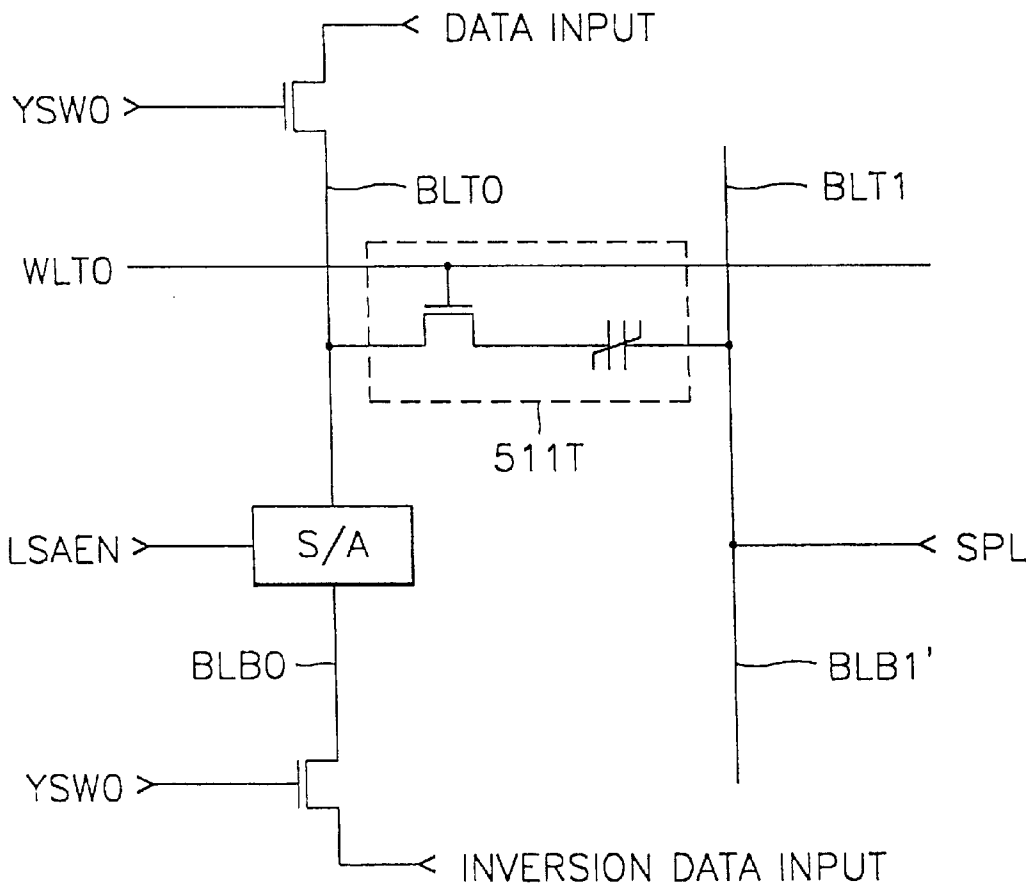 DATA INPUT
YSW0
BLT0
BLT1
WLT0
511T
LSAEN
S/A
SPL
BLB0
BLB1'
YSW0
INVERSION DATA INPUT